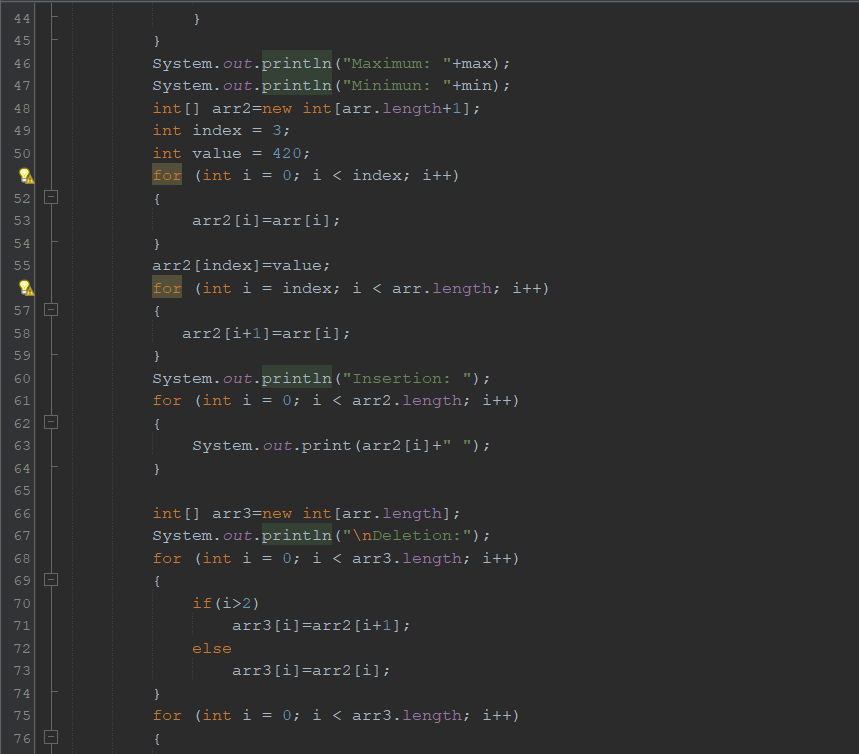 44 }
45 }
46 System.out.println("Maximum: "+max);
47 System.out.println("Minimun: "+min);
48 int[] arr2=new int[arr.length+1];
49 int index = 3;
50 int value = 420;
for (int i = 0; i < index; i++)
52 {
53 arr2[i]=arr[i];
54 }
55 arr2[index]=value;
for (int i = index; i < arr.length; i++)
57 {
58 arr2[i+1]=arr[i];
59 }
60 System.out.println("Insertion: ");
61 for (int i = 0; i < arr2.length; i++)
62 {
63 System.out.print(arr2[i]+" ");
64 }
65
66 int[] arr3=new int[arr.length];
67 System.out.println("\nDeletion:");
68 for (int i = 0; i < arr3.length; i++)
69 {
70 if(i>2)
71 arr3[i]=arr2[i+1];
72 else
73 arr3[i]=arr2[i];
74 }
75 for (int i = 0; i < arr3.length; i++)
76 {